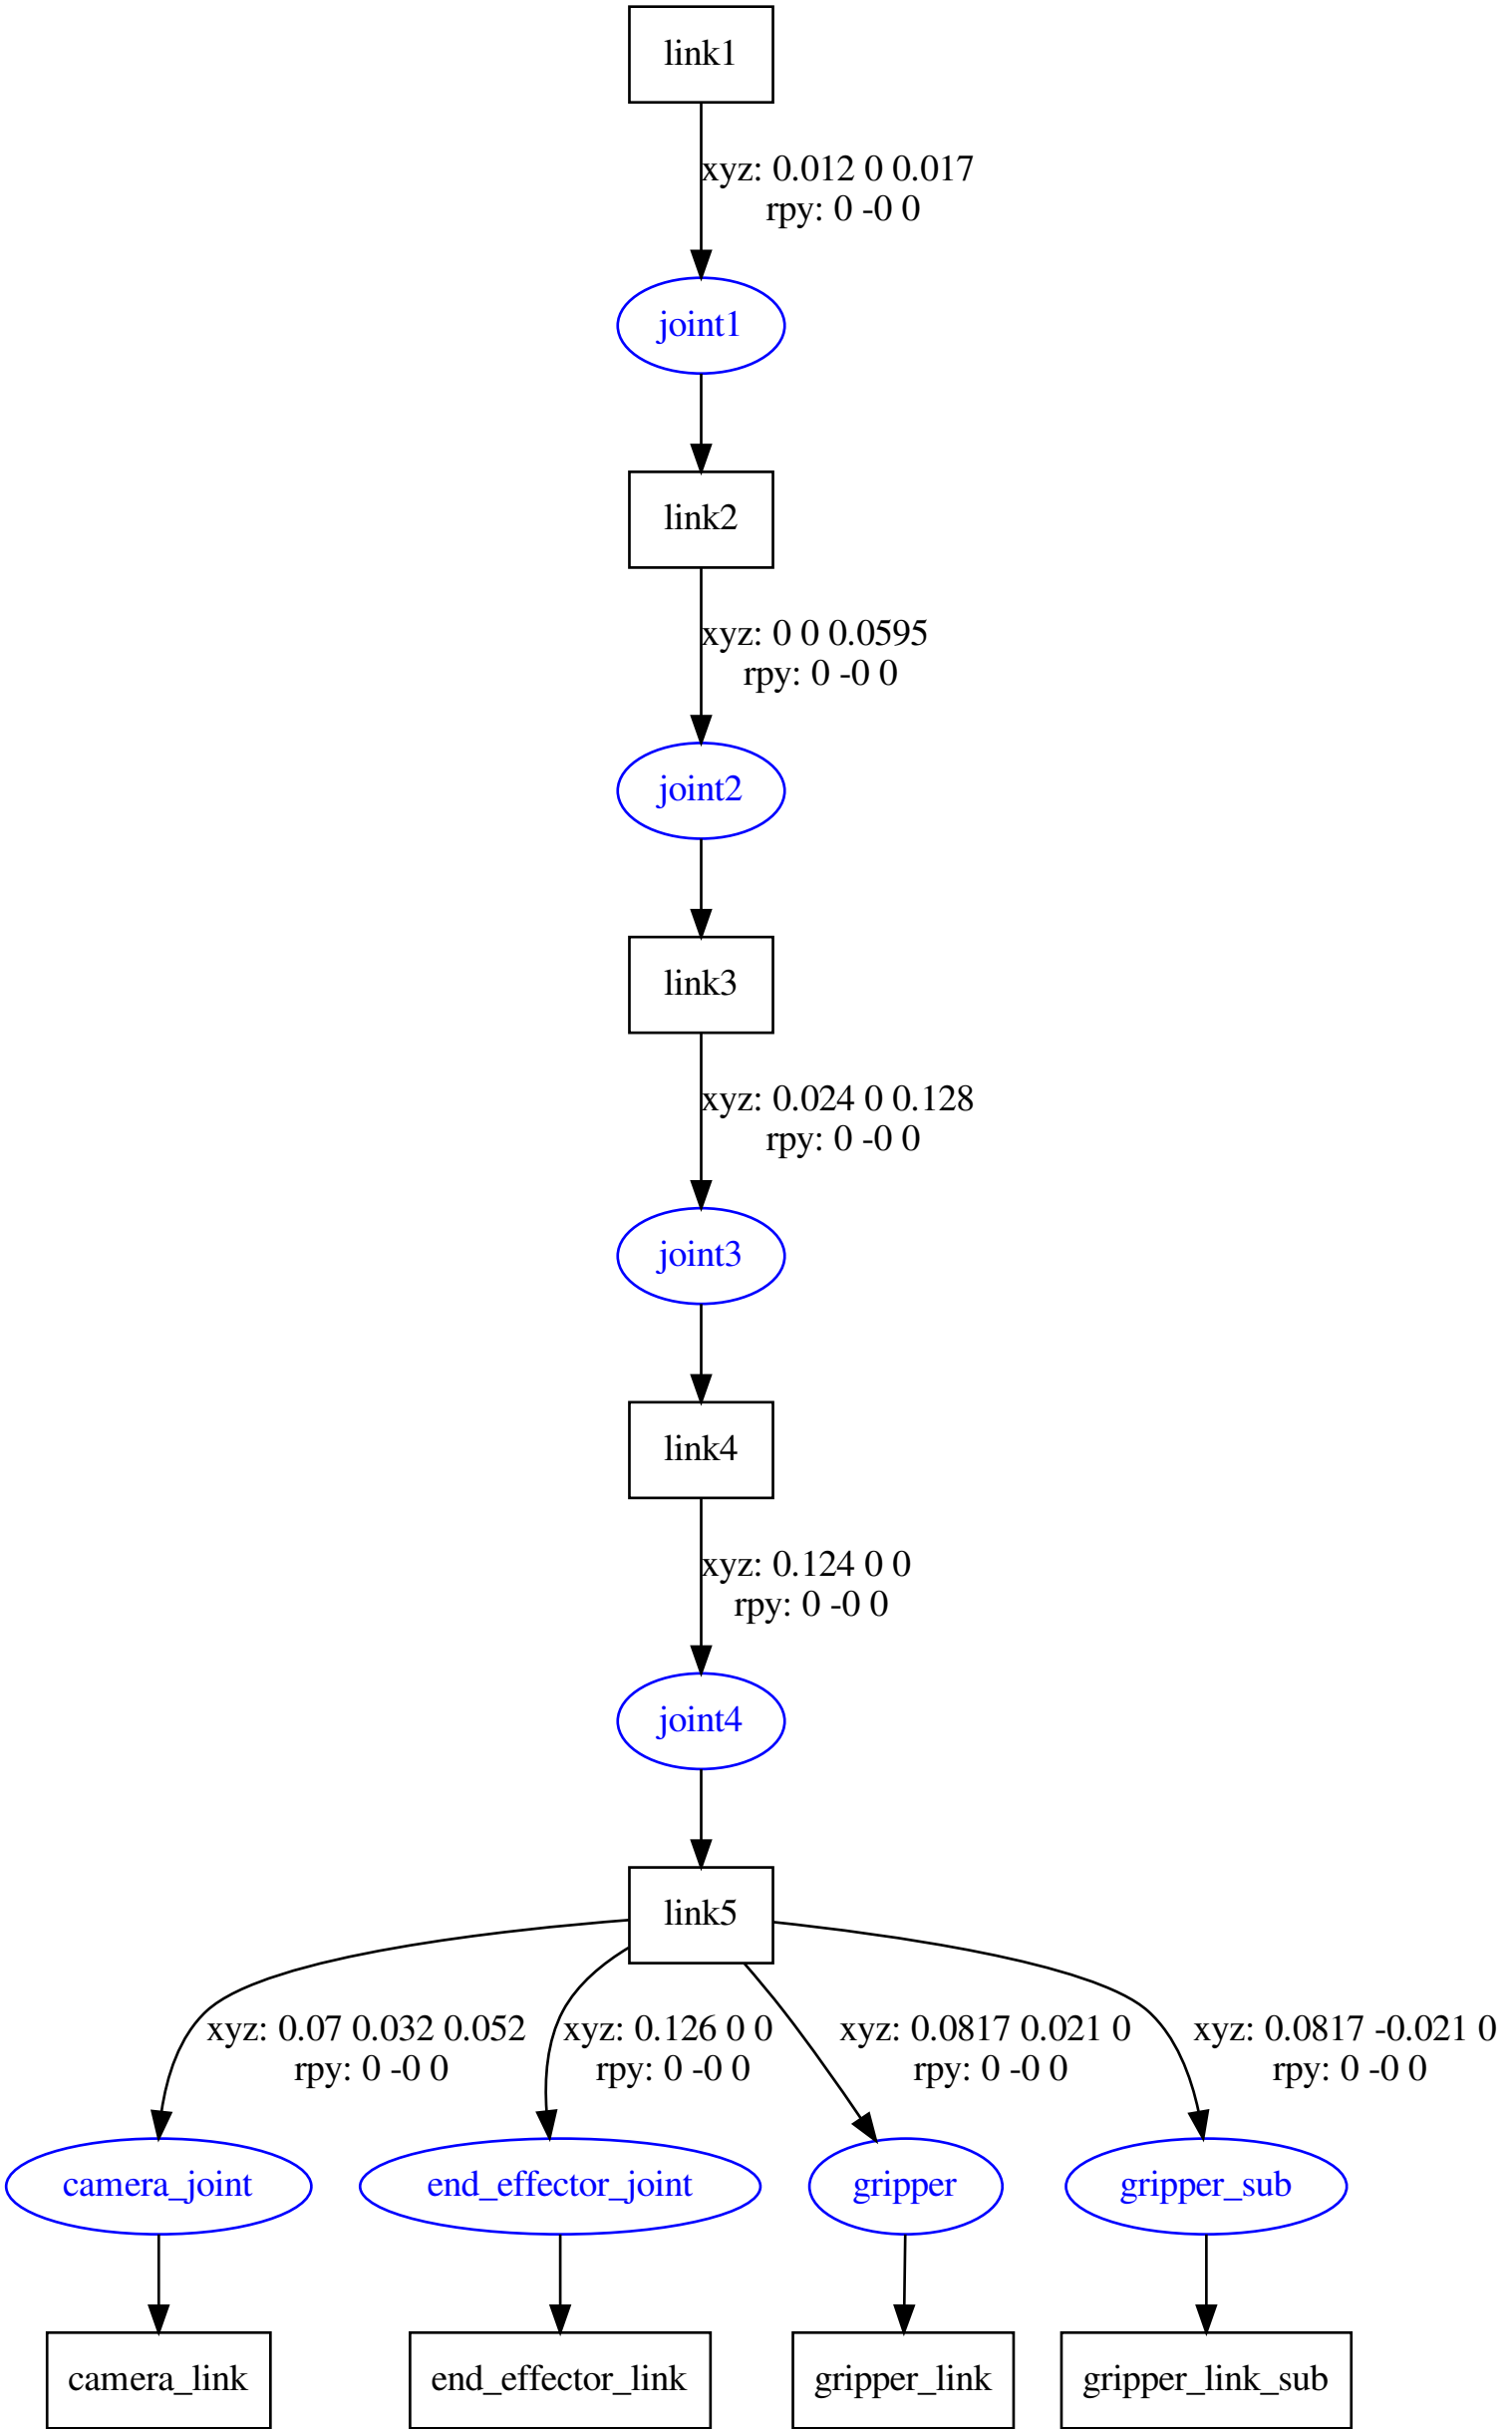 link1
xyz: 0.012 0 0.017
rpy: 0 -0 0
joint1
link2
xyz: 0 0 0.0595
rpy: 0 -0 0
joint2
link3
xyz: 0.024 0 0.128
rpy: 0 -0 0
joint3
link4
xyz: 0.124 0 0
rpy: 0 -0 0
joint4
link5
xyz: 0.07 0.032 0.052
rpy: 0 -0 0
xyz: 0.126 0 0
rpy: 0 -0 0
xyz: 0.0817 0.021 0
rpy: 0 -0 0
xyz: 0.0817 -0.021 0
rpy: 0 -0 0
camera_joint
end_effector_joint
gripper
gripper_sub
camera_link
end_effector_link
gripper_link
gripper_link_sub